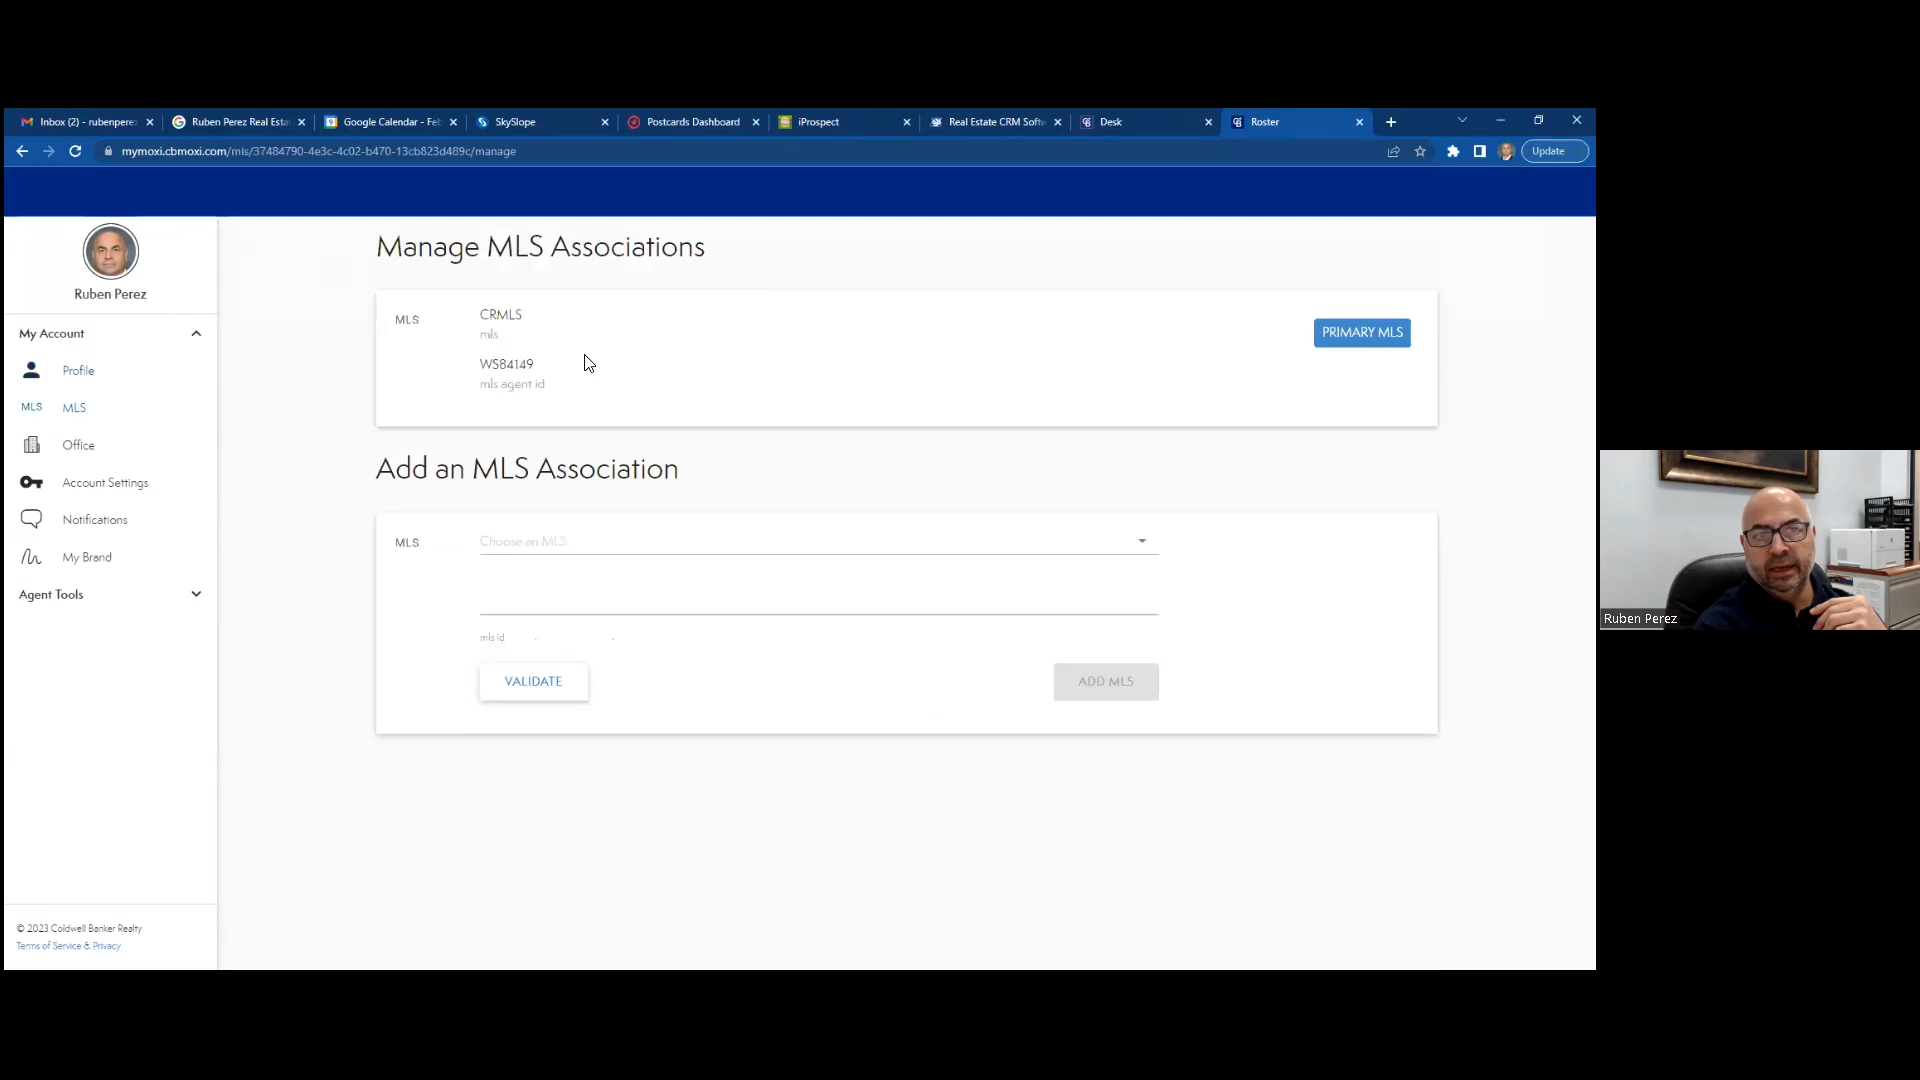 Inbox (2) - rubenperez
Ruben Perez Real Esta
Google Calendar - Feb
SkySlope
Postcards Dashboard
iProspect
Real Estate CRM Softw
Desk
Roster
mymoxi.cbmoxi.com/mls/37484790-4e3c-4c02-b470-13cb823d489c/manage
Update
Ruben Perez
My Account
Profile
MLS MLS
Office
Account Settings
Notifications
My Brand
Agent Tools
© 2023 Coldwell Banker Realty
Terms of Service & Privacy
Manage MLS Associations
MLS
CRMLS
mls
WS84149
mls agent id
PRIMARY MLS
Add an MLS Association
MLS
Choose an MLS
mls id
VALIDATE
ADD MLS
Ruben Perez